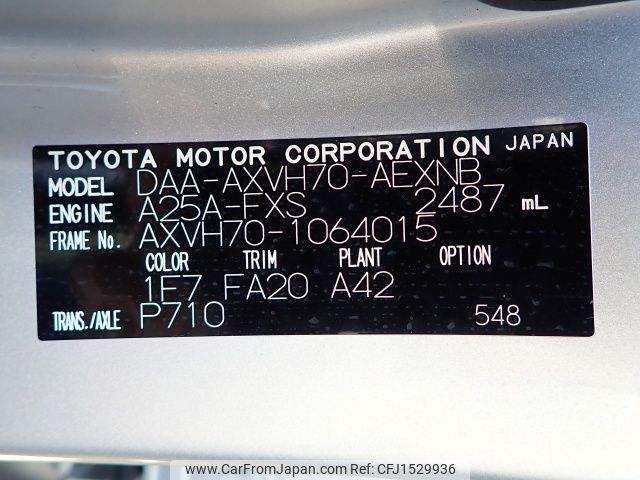 TOYOTA MOTOR CORPORATION JAPAN
MODEL DAA-AXVH70-AEXNB
ENGINE A25A-FXS 2487 mL
FRAME No. AXVH70-1064015
COLOR TRIM PLANT OPTION
1F7 FA20 A42
TRANS./AXLE P710 548
www.CarFromJapan.com - CFJ1529936